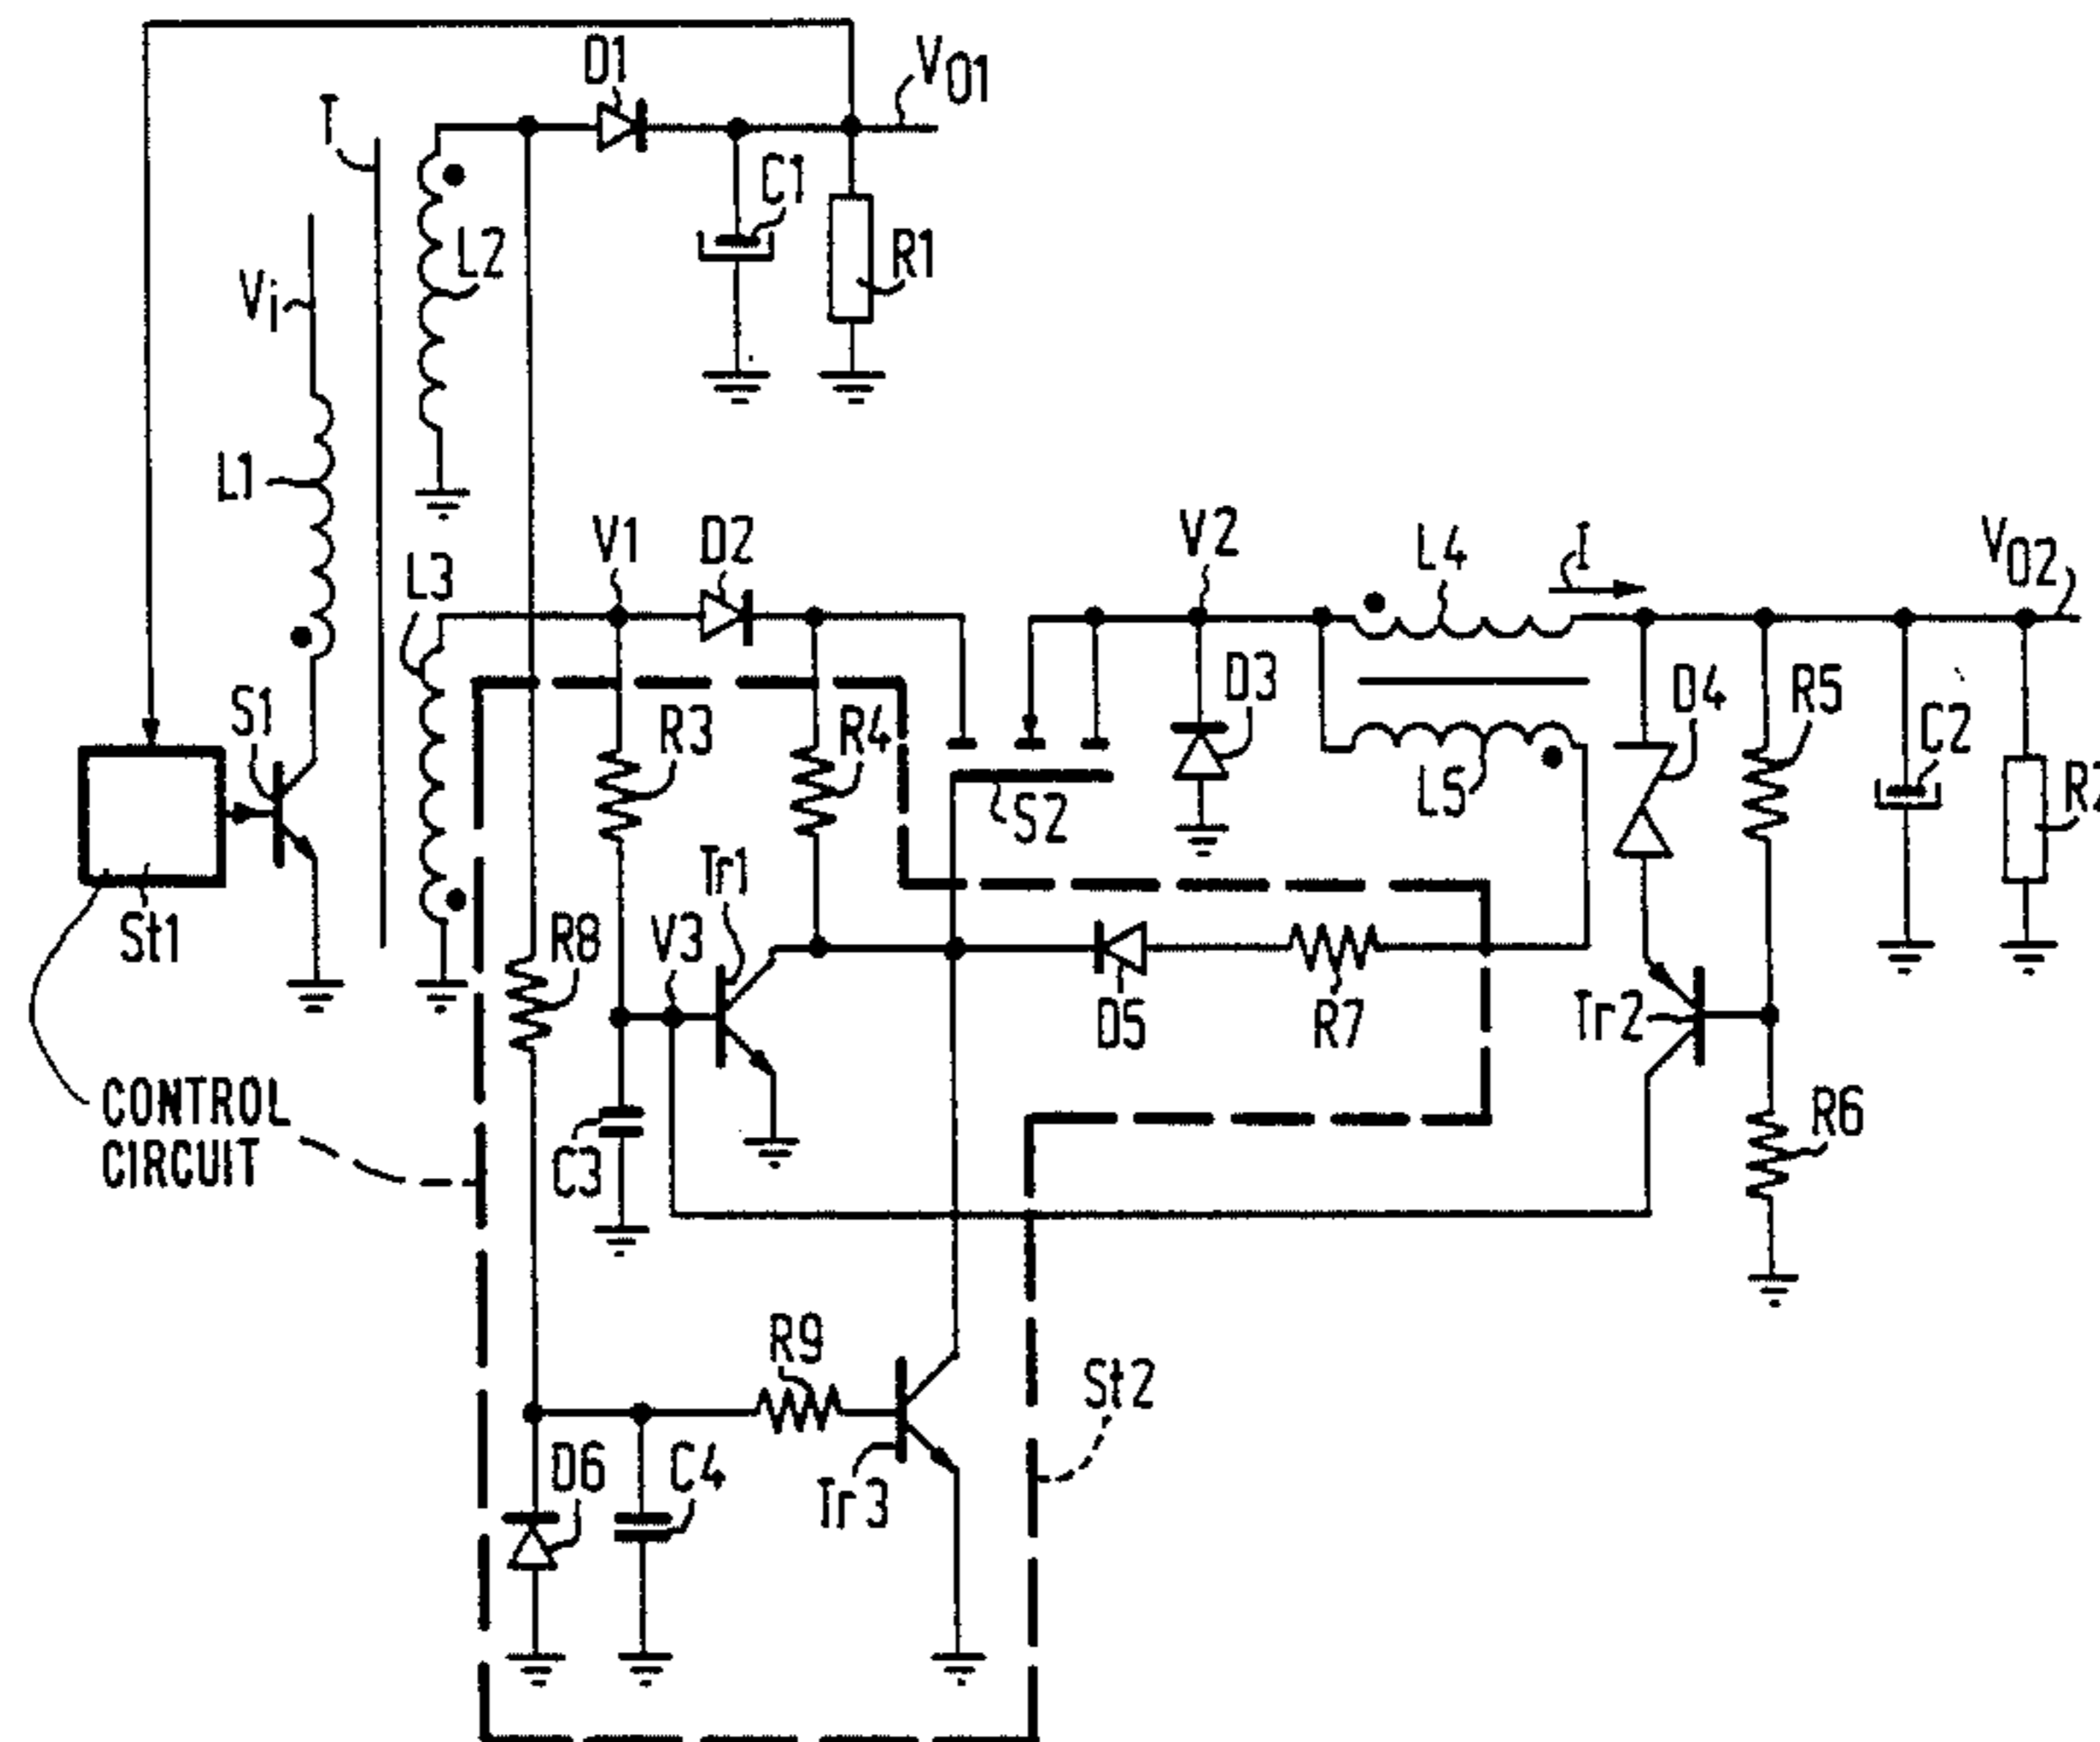 D1
V01
T
C1
L2
R1
Vi
L1
L3
V1
D2
V2
L4
I
V02
S1
R3
R4
D3
D4
R5
C2
L5
S2
R2
Tr1
St1
R8
V3
D5
R7
Tr2
CONTROL
CIRCUIT
C3
R6
R9
St2
D6
C4
Tr3